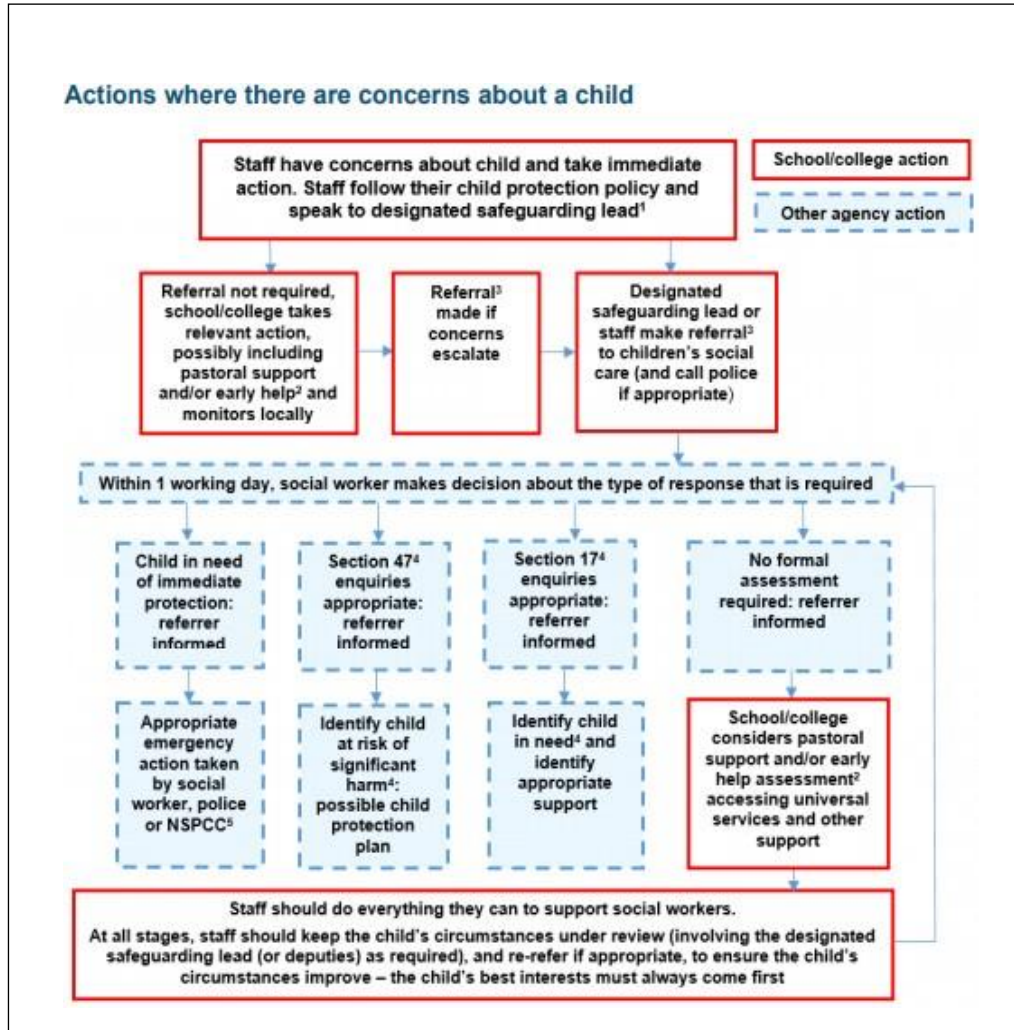 Actions where there are concerns about a child
Staff have concerns about child and take immediate
action. Staff follow their child protection policy and
speak to designated safeguarding lead¹
School/college action
Other agency action
Referral not required,
school/college takes
relevant action,
possibly including
pastoral support
and/or early help² and
monitors locally
Referral³
made if
concerns
escalate
Designated
safeguarding lead or
staff make referral³
to children's social
care (and call police
if appropriate)
Within 1 working day, social worker makes decision about the type of response that is required
Child in need
of immediate
protection:
referrer
informed
Section 47⁴
enquiries
appropriate:
referrer
informed
Section 17⁴
enquiries
appropriate:
referrer
informed
No formal
assessment
required: referrer
informed
Appropriate
emergency
action taken
by social
worker, police
or NSPCC⁵
Identify child
at risk of
significant
harm⁴:
possible child
protection
plan
Identify child
in need⁴ and
identify
appropriate
support
School/college
considers pastoral
support and/or early
help assessment²
accessing universal
services and other
support
Staff should do everything they can to support social workers.
At all stages, staff should keep the child's circumstances under review (involving the designated
safeguarding lead (or deputies) as required), and re-refer if appropriate, to ensure the child's
circumstances improve – the child's best interests must always come first